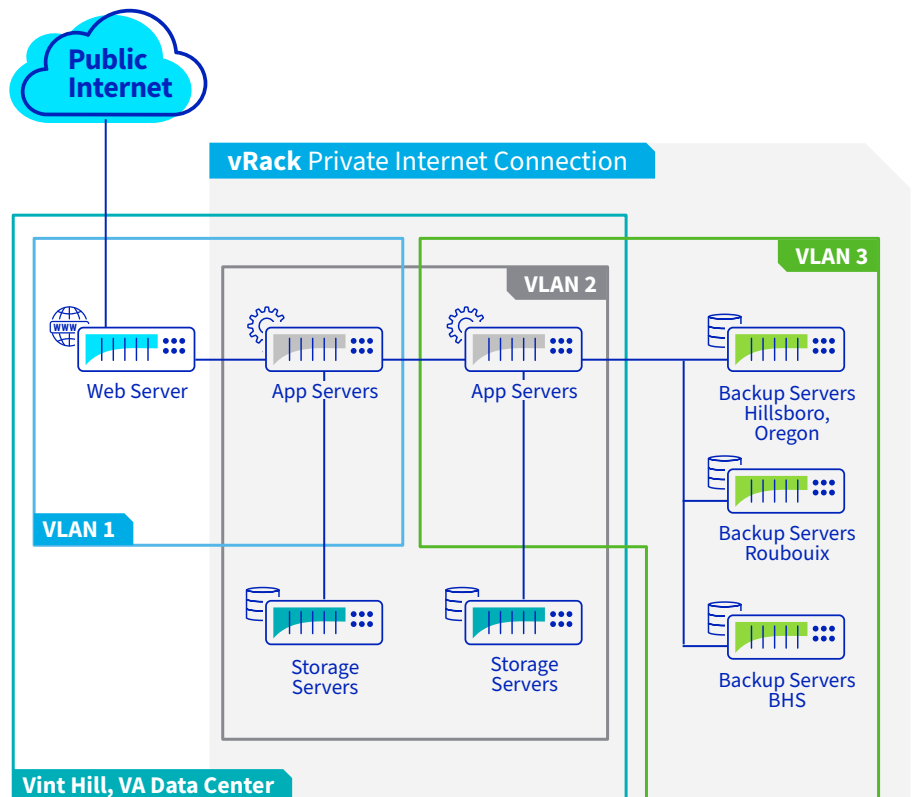 Public
Internet
vRack Private Internet Connection
VLAN 3
VLAN 2
WWW
Web Server
App Servers
App Servers
Backup Servers
Hillsboro,
Oregon
VLAN 1
Backup Servers
Roubouix
Storage
Servers
Storage
Servers
Backup Servers
BHS
Vint Hill, VA Data Center